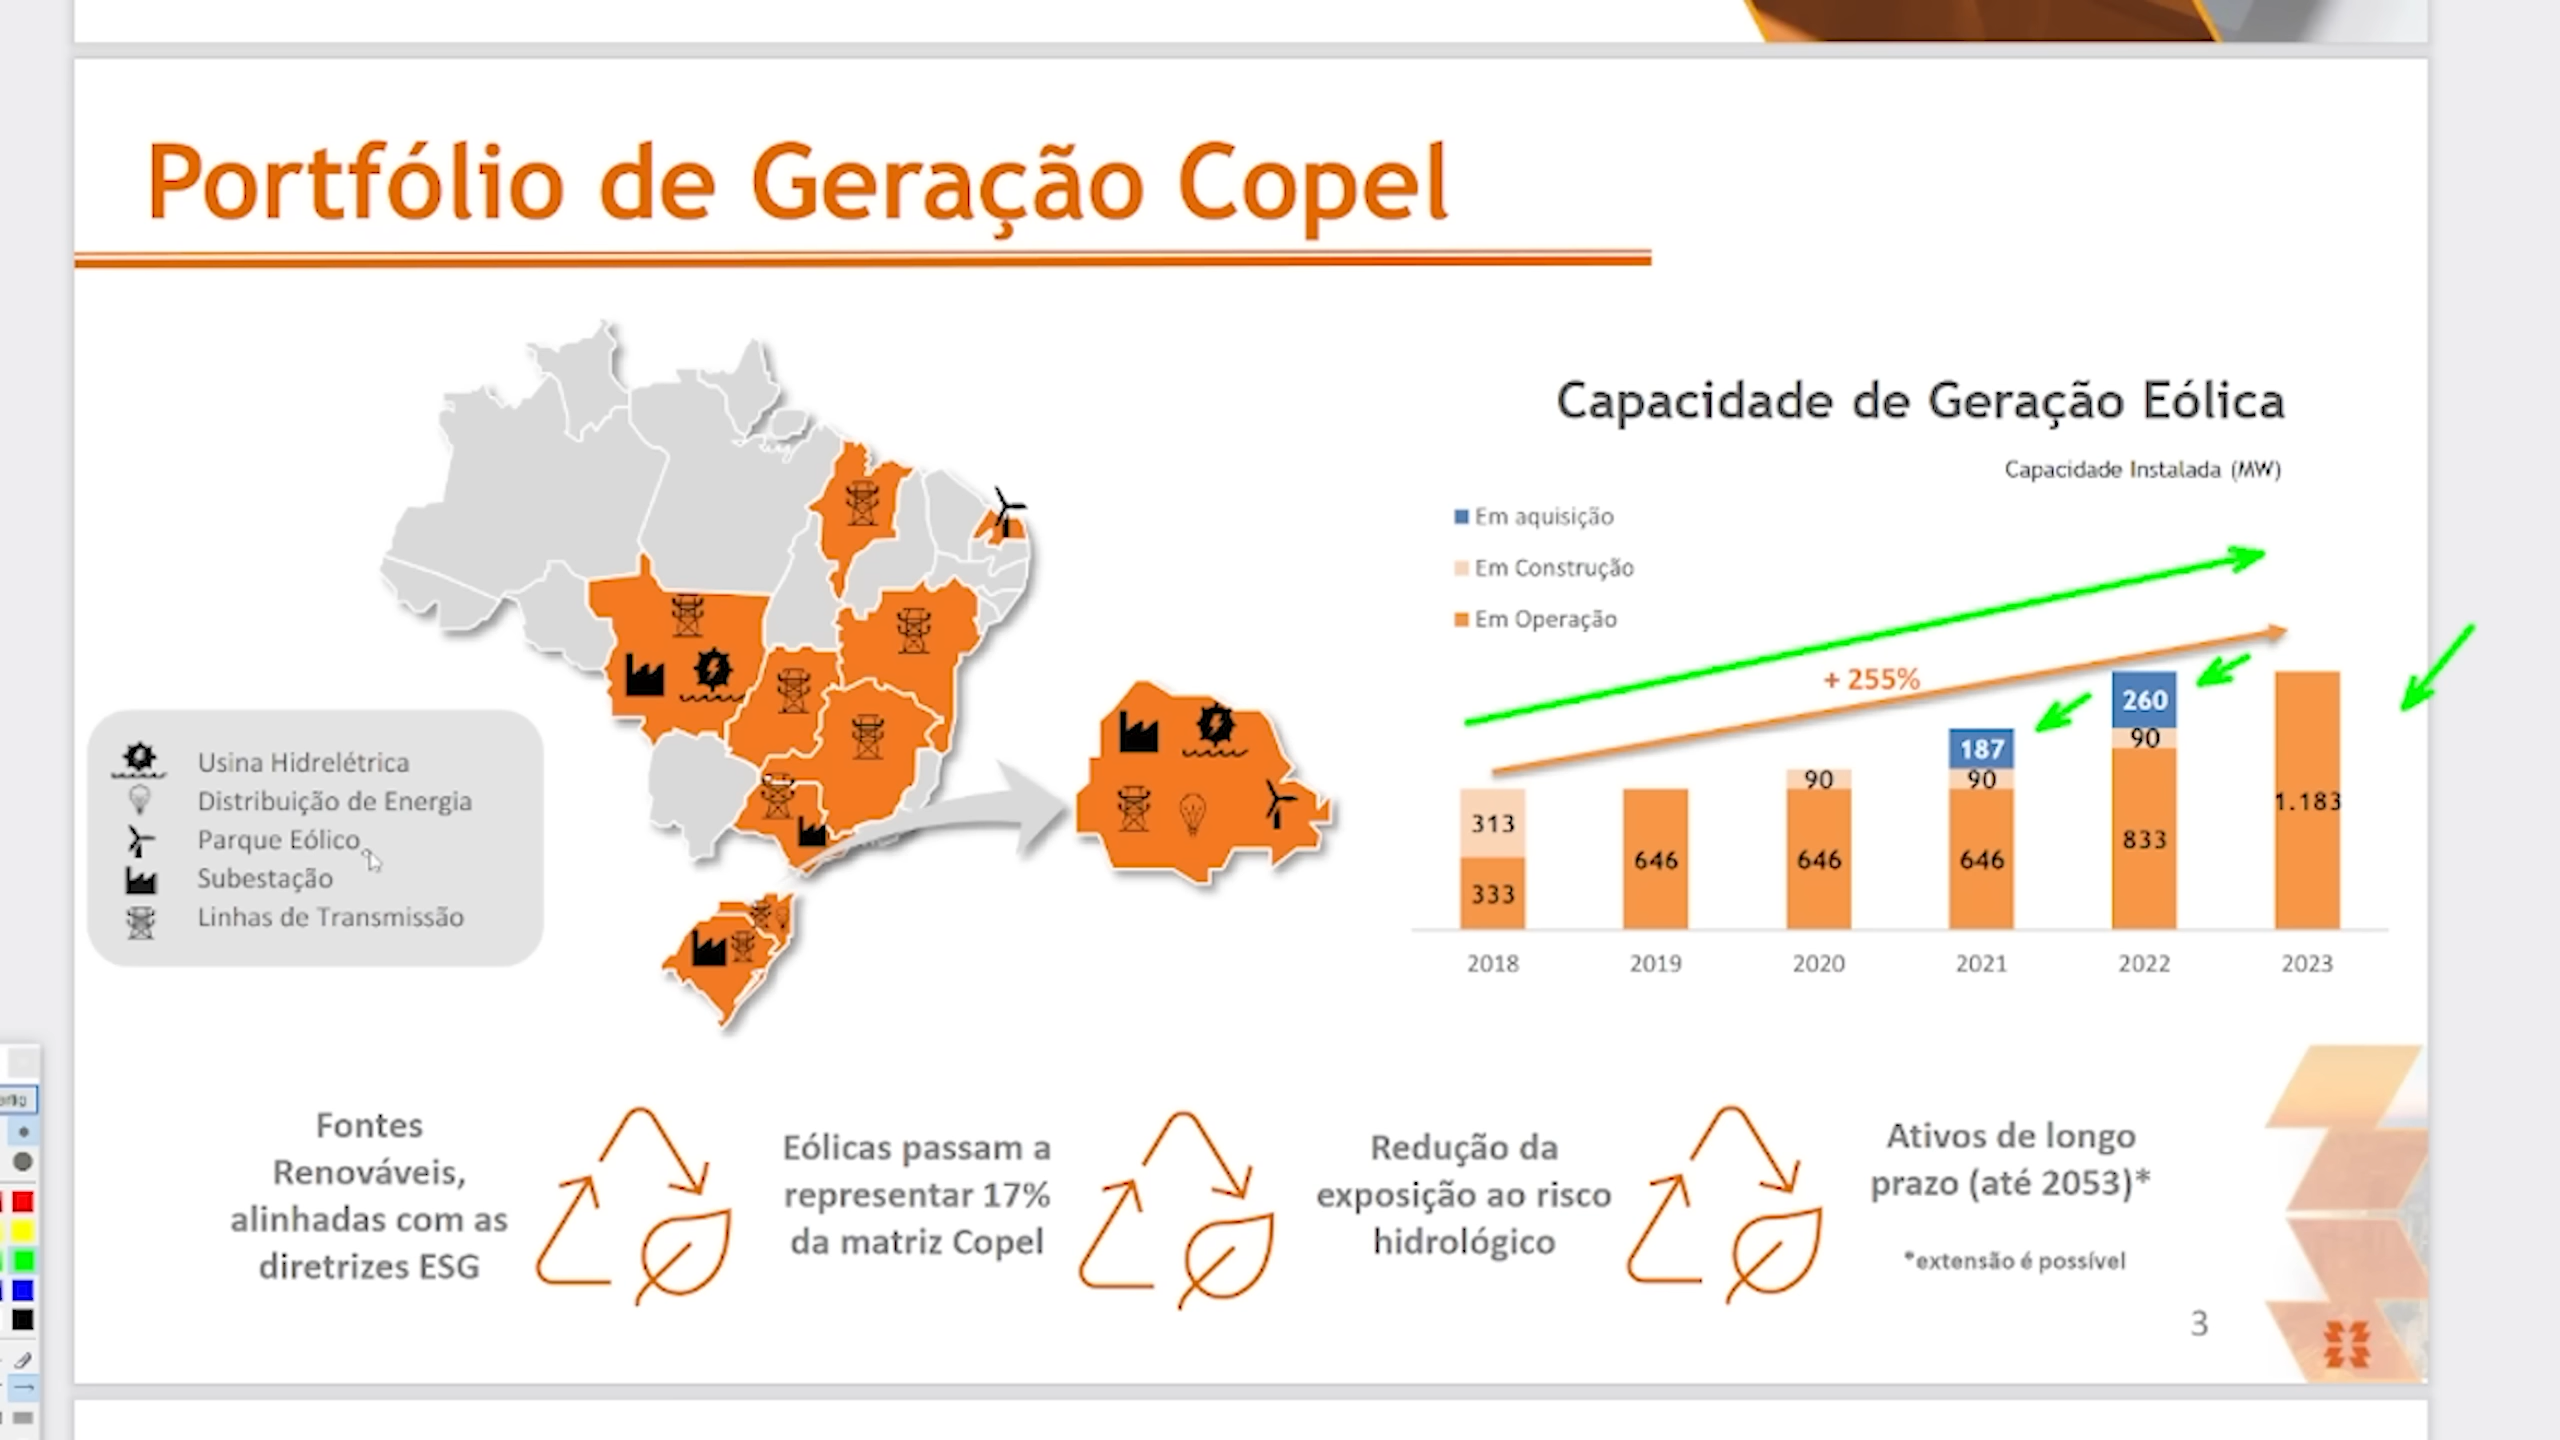 Portfólio de Geração Copel
Usina Hidrelétrica
Distribuição de Energia
Parque Eólico
Subestação
Linhas de Transmissão
Capacidade de Geração Eólica
Capacidade Instalada (MW)
Em aquisição
Em Construção
Em Operação
+ 255%
313
333
646
90
646
187
90
646
260
90
833
1.183
2018
2019
2020
2021
2022
2023
Fontes
Renováveis,
alinhadas com as
diretrizes ESG
Eólicas passam a
representar 17%
da matriz Copel
Redução da
exposição ao risco
hidrológico
Ativos de longo
prazo (até 2053)*
*extensão é possível
3